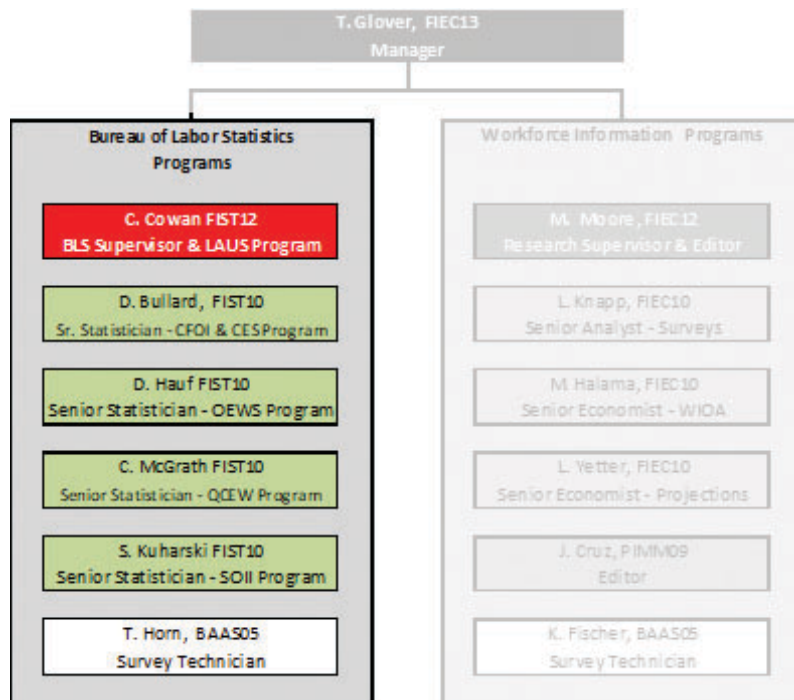 T. Glover, FIEC13
Manager
Bureau of Labor Statistics
Programs
C. Cowan FIST12
BLS Supervisor & LAUS Program
D. Bullard, FIST10
Sr. Statistician - CFOI & CES Program
D. Hauf FIST10
Senior Statistician - OEWS Program
C. McGrath FIST10
Senior Statistician - QCEW Program
S. Kuharski FIST10
Senior Statistician - SOII Program
T. Horn, BAAS05
Survey Technician
Workforce Information Programs
M. Moore, FIEC12
Research Supervisor & Editor
L. Knapp, FIEC10
Senior Analyst - Surveys
M. Halama, FIEC10
Senior Economist - WIOA
L. Yetter, FIEC10
Senior Economist - Projections
J. Cruz, PIMM09
Editor
K. Fischer, BAAS05
Survey Technician